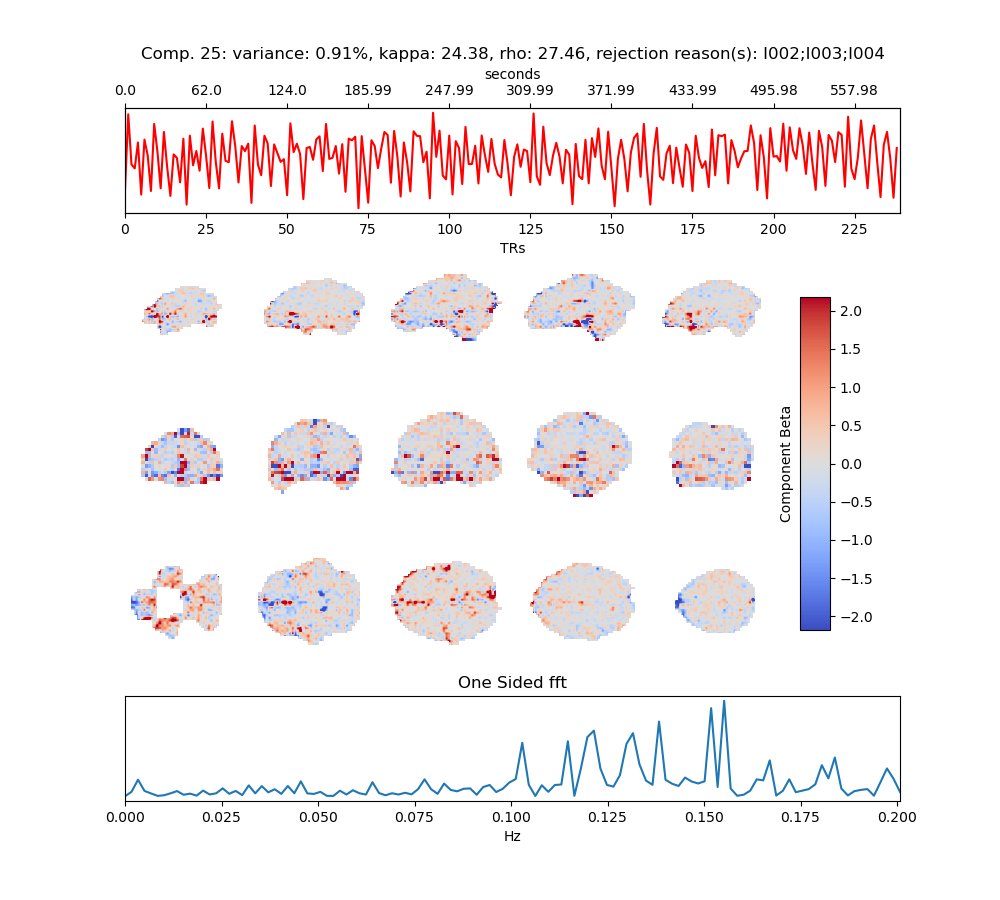 Comp. 25: variance: 0.91%, kappa: 24.38, rho: 27.46, rejection reason(s): I002;I003;I004
seconds
0.0 62.0 124.0 185.99 247.99 309.99 371.99 433.99 495.98 557.98
0 25 50 75 100 125 150 175 200 225
TRs
2.0
1.5
1.0
0.5
0.0
−0.5
−1.0
−1.5
−2.0
Component Beta
One Sided fft
0.000 0.025 0.050 0.075 0.100 0.125 0.150 0.175 0.200
Hz